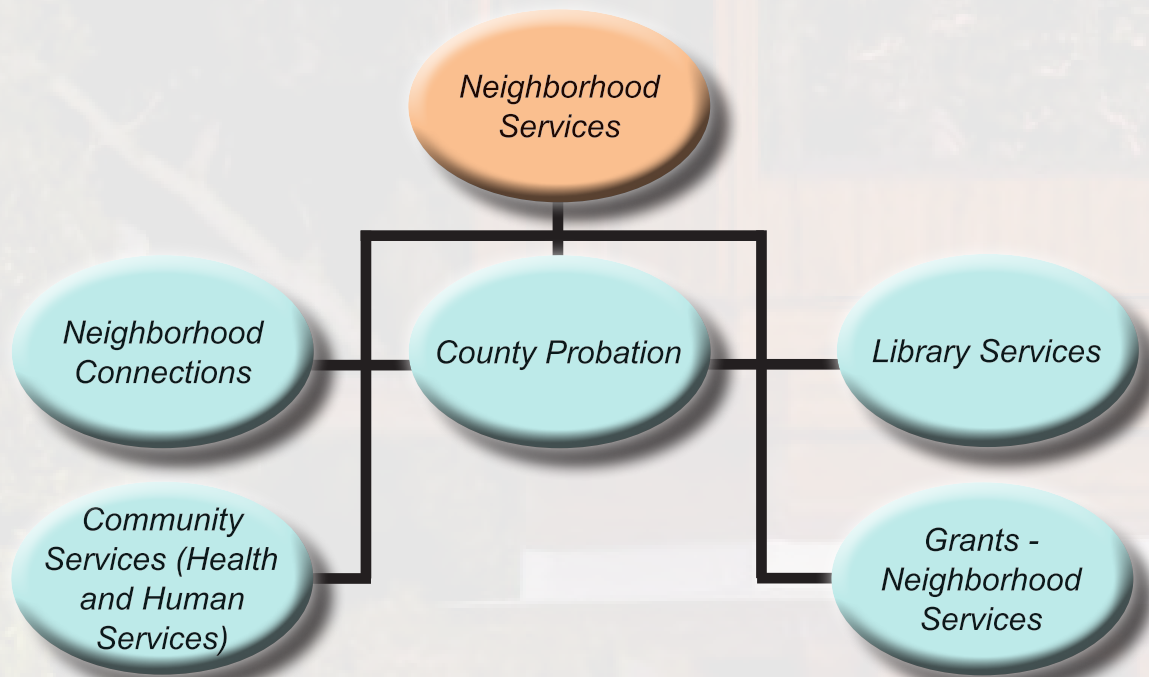 Neighborhood
Services
Neighborhood
Connections
County Probation
Library Services
Community
Services (Health
and Human
Services)
Grants -
Neighborhood
Services